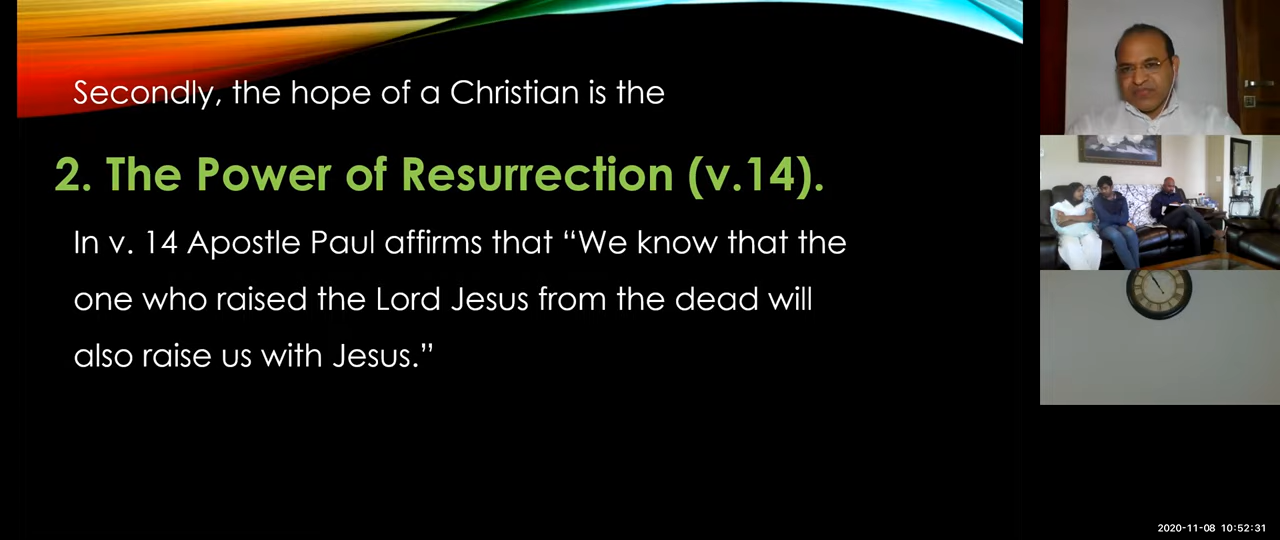 Secondly, the hope of a Christian is the
2. The Power of Resurrection (v.14).
In v. 14 Apostle Paul affirms that “We know that the
one who raised the Lord Jesus from the dead will
also raise us with Jesus.”
2020-11-08 10:52:31